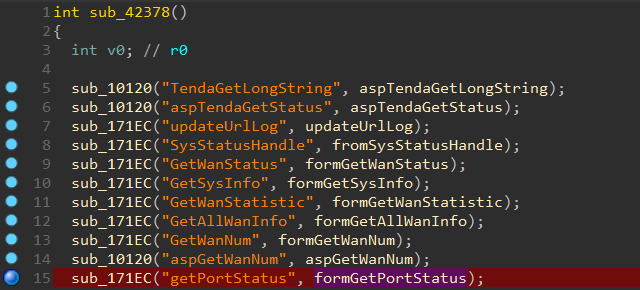 1 int sub_42378()
2 {
3 int v0; // r0
4
5 sub_10120("TendaGetLongString", aspTendaGetLongString);
6 sub_10120("aspTendaGetStatus", aspTendaGetStatus);
7 sub_171EC("updateUrlLog", updateUrlLog);
8 sub_171EC("SysStatusHandle", fromSysStatusHandle);
9 sub_171EC("GetWanStatus", formGetWanStatus);
10 sub_171EC("GetSysInfo", formGetSysInfo);
11 sub_171EC("GetWanStatistic", formGetWanStatistic);
12 sub_171EC("GetAllWanInfo", formGetAllWanInfo);
13 sub_171EC("GetWanNum", formGetWanNum);
14 sub_10120("aspGetWanNum", aspGetWanNum);
15 sub_171EC("getPortStatus", formGetPortStatus);